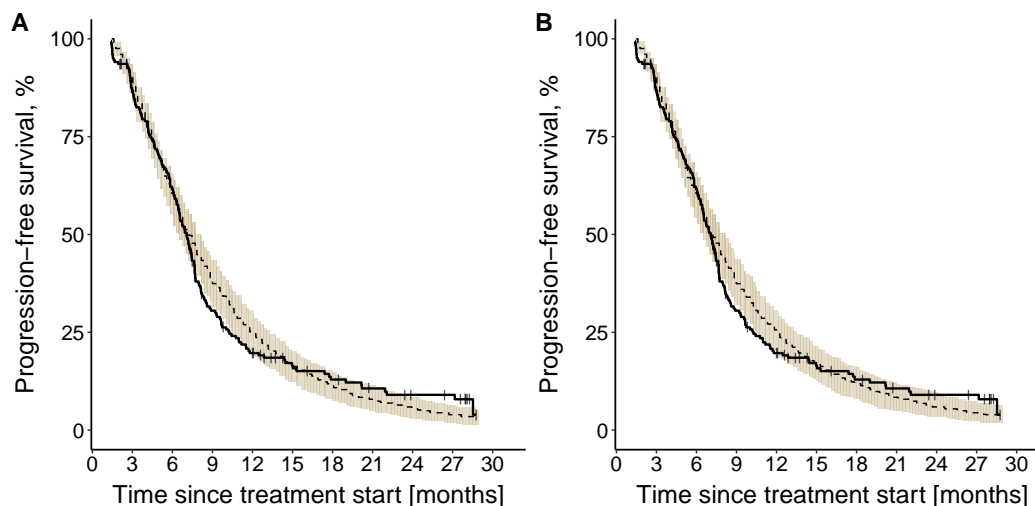 A
Progression−free survival, %
100
75
50
25
0
0 3 6 9 12 15 18 21 24 27 30
Time since treatment start [months]
B
Progression−free survival, %
100
75
50
25
0
0 3 6 9 12 15 18 21 24 27 30
Time since treatment start [months]